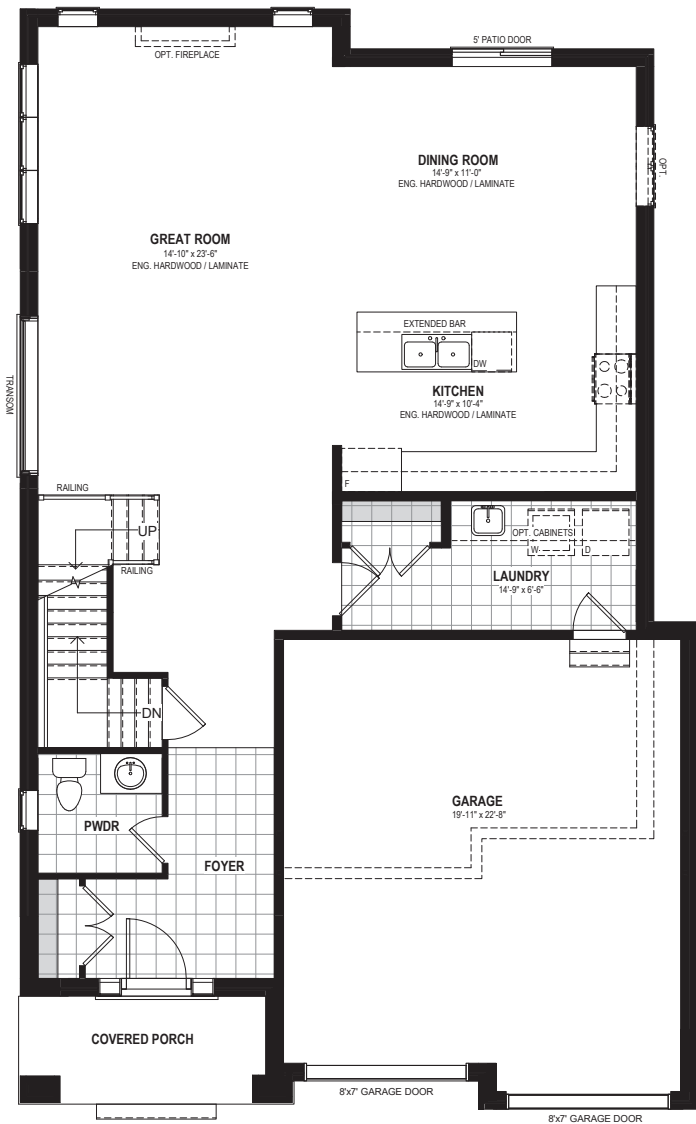 OPT. FIREPLACE
5' PATIO DOOR
DINING ROOM
14'-9" x 11'-0"
ENG. HARDWOOD / LAMINATE
OPT.
GREAT ROOM
14'-10" x 23'-6"
ENG. HARDWOOD / LAMINATE
EXTENDED BAR
DW
TRANSOM
KITCHEN
14'-9" x 10'-4"
ENG. HARDWOOD / LAMINATE
F
RAILING
UP
RAILING
OPT. CABINETS
W
D
LAUNDRY
14'-9" x 6'-6"
DN
GARAGE
19'-11" x 22'-8"
PWDR
FOYER
COVERED PORCH
8'x7' GARAGE DOOR
8'x7' GARAGE DOOR